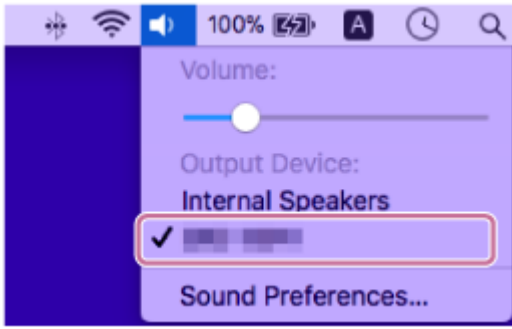 100% A
Volume:
Output Device:
Internal Speakers
Sound Preferences...